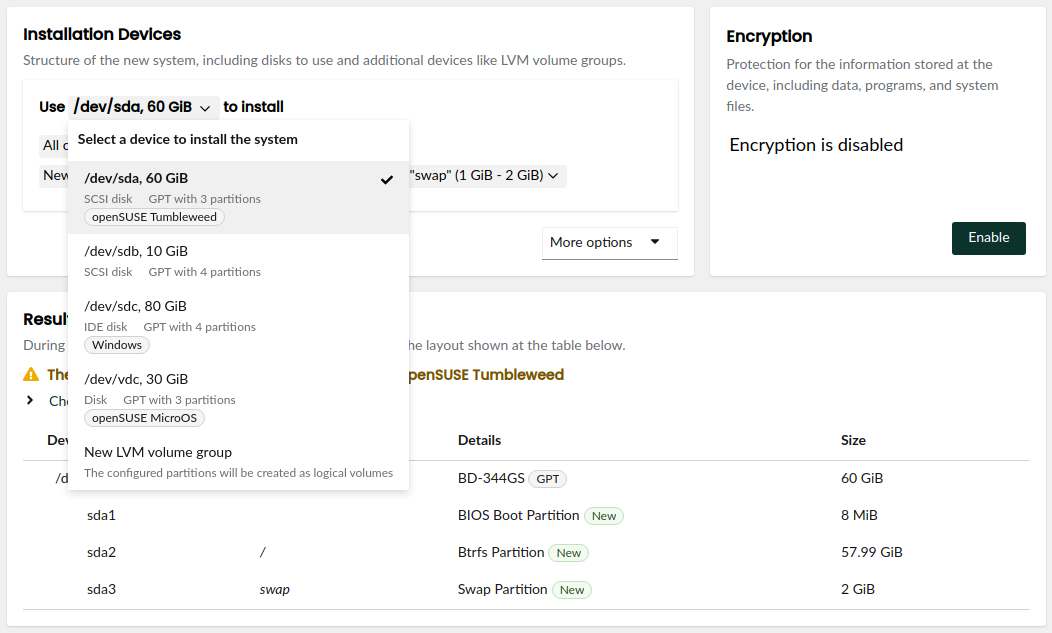 Installation Devices
Structure of the new system, including disks to use and additional devices like LVM volume groups.
Use /dev/sda, 60 GiB to install
Select a device to install the system
All
/dev/sda, 60 GiB
SCSI disk GPT with 3 partitions
openSUSE Tumbleweed
New
"swap" (1 GiB - 2 GiB)
/dev/sdb, 10 GiB
SCSI disk GPT with 4 partitions
/dev/sdc, 80 GiB
IDE disk GPT with 4 partitions
Windows
/dev/vdc, 30 GiB
Disk GPT with 3 partitions
openSUSE MicroOS
New LVM volume group
The configured partitions will be created as logical volumes
More options
Encryption
Protection for the information stored at the
device, including data, programs, and system
files.
Encryption is disabled
Enable
Resul
During he layout shown at the table below.
The penSUSE Tumbleweed
Ch
Dev Details Size
/d BD-344GS GPT 60 GiB
sda1 BIOS Boot Partition New 8 MiB
sda2 / Btrfs Partition New 57.99 GiB
sda3 swap Swap Partition New 2 GiB